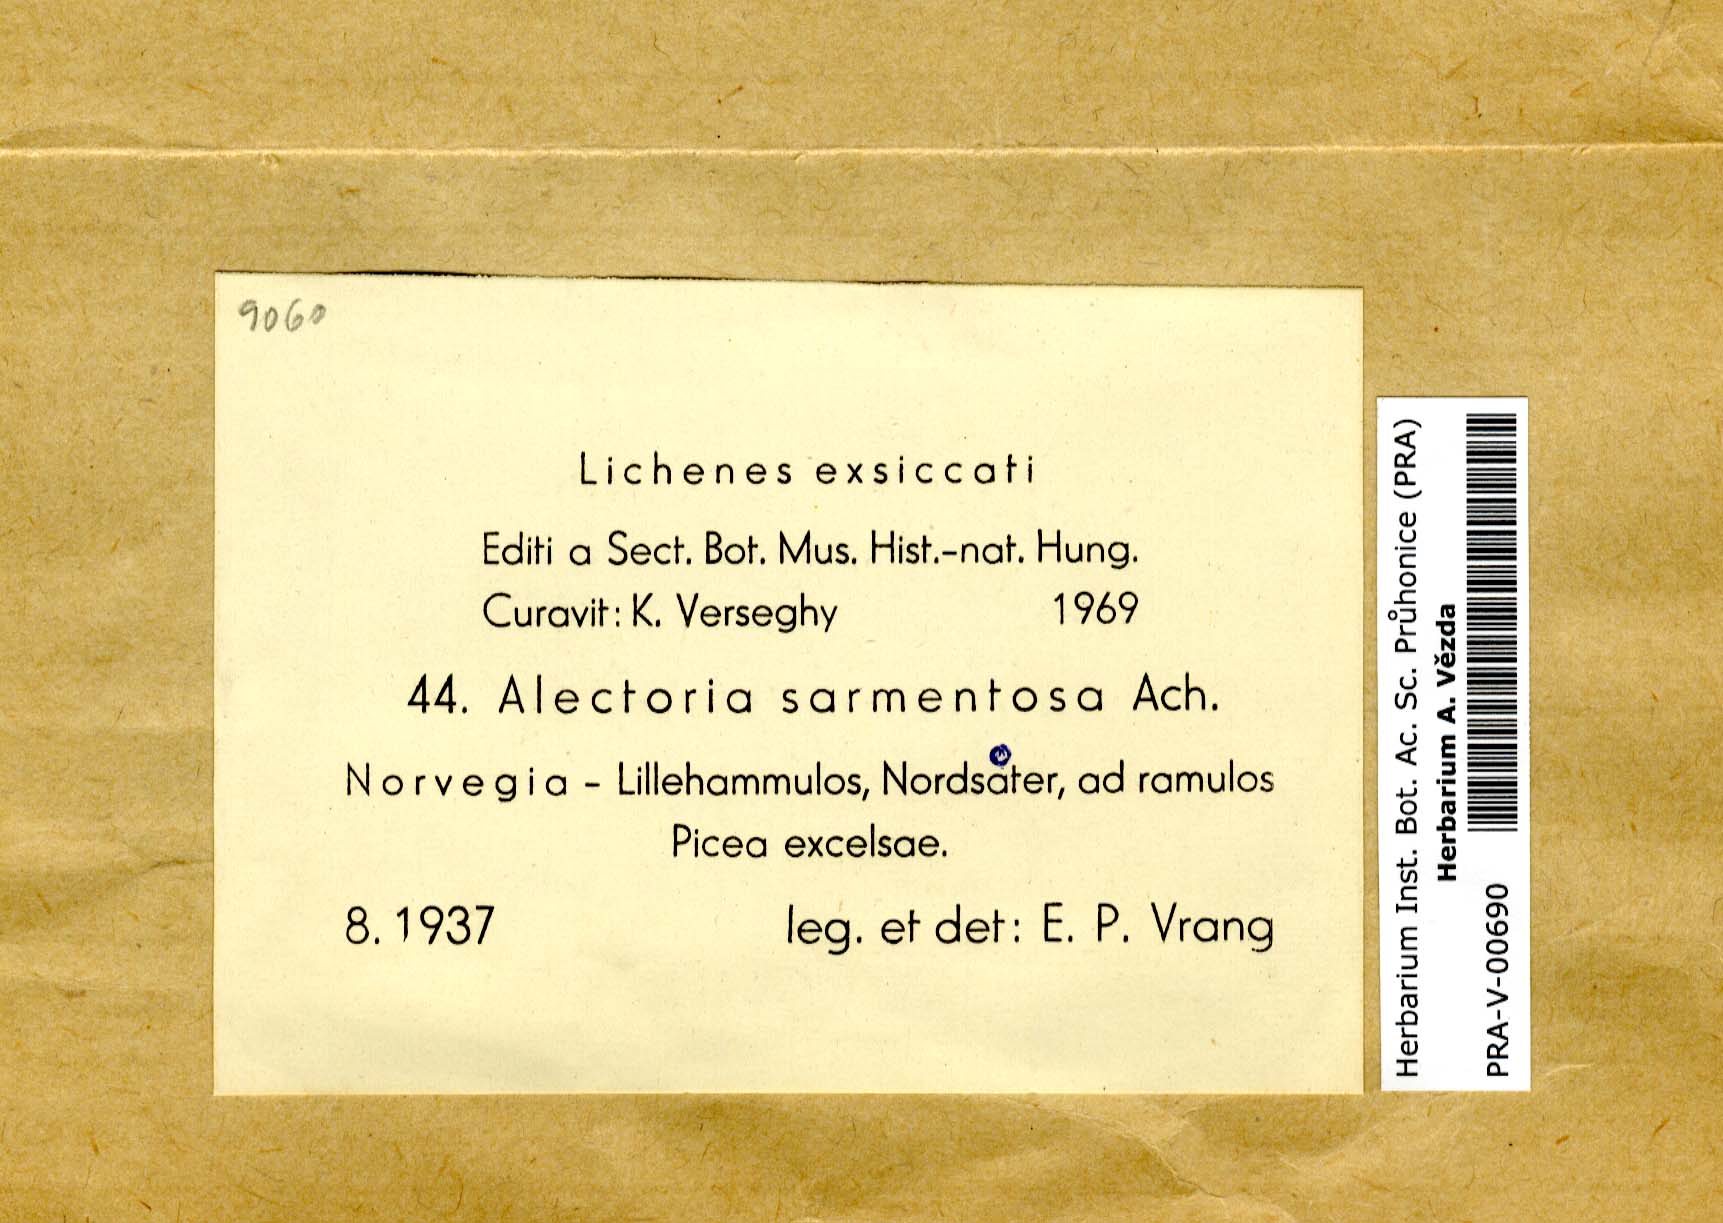 9060
Lichenes exsiccati
Editi a Sect. Bot. Mus. Hist.-nat. Hung.
Curavit: K. Verseghy 1969
44. Alectoria sarmentosa Ach.
Norvegia – Lillehammulos, Nordsåter, ad ramulos
Picea excelsae.
8. 1937 leg. et det: E. P. Vrang
Herbarium Inst. Bot. Ac. Sc. Průhonice (PRA)
Herbarium A. Vězda
PRA-V-00690